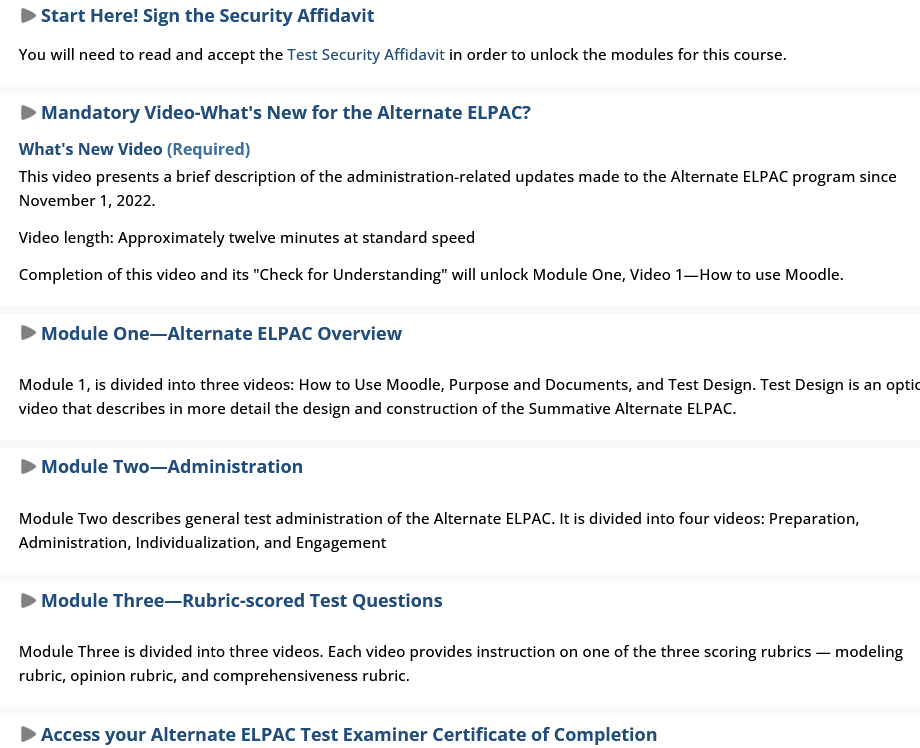 Start Here! Sign the Security Affidavit
You will need to read and accept the Test Security Affidavit in order to unlock the modules for this course.
Mandatory Video-What's New for the Alternate ELPAC?
What's New Video (Required)
This video presents a brief description of the administration-related updates made to the Alternate ELPAC program since
November 1, 2022.
Video length: Approximately twelve minutes at standard speed
Completion of this video and its "Check for Understanding" will unlock Module One, Video 1—How to use Moodle.
Module One—Alternate ELPAC Overview
Module 1, is divided into three videos: How to Use Moodle, Purpose and Documents, and Test Design. Test Design is an
video that describes in more detail the design and construction of the Summative Alternate ELPAC.
Module Two—Administration
Module Two describes general test administration of the Alternate ELPAC. It is divided into four videos: Preparation,
Administration, Individualization, and Engagement
Module Three—Rubric-scored Test Questions
Module Three is divided into three videos. Each video provides instruction on one of the three scoring rubrics — modeling
rubric, opinion rubric, and comprehensiveness rubric.
Access your Alternate ELPAC Test Examiner Certificate of Completion